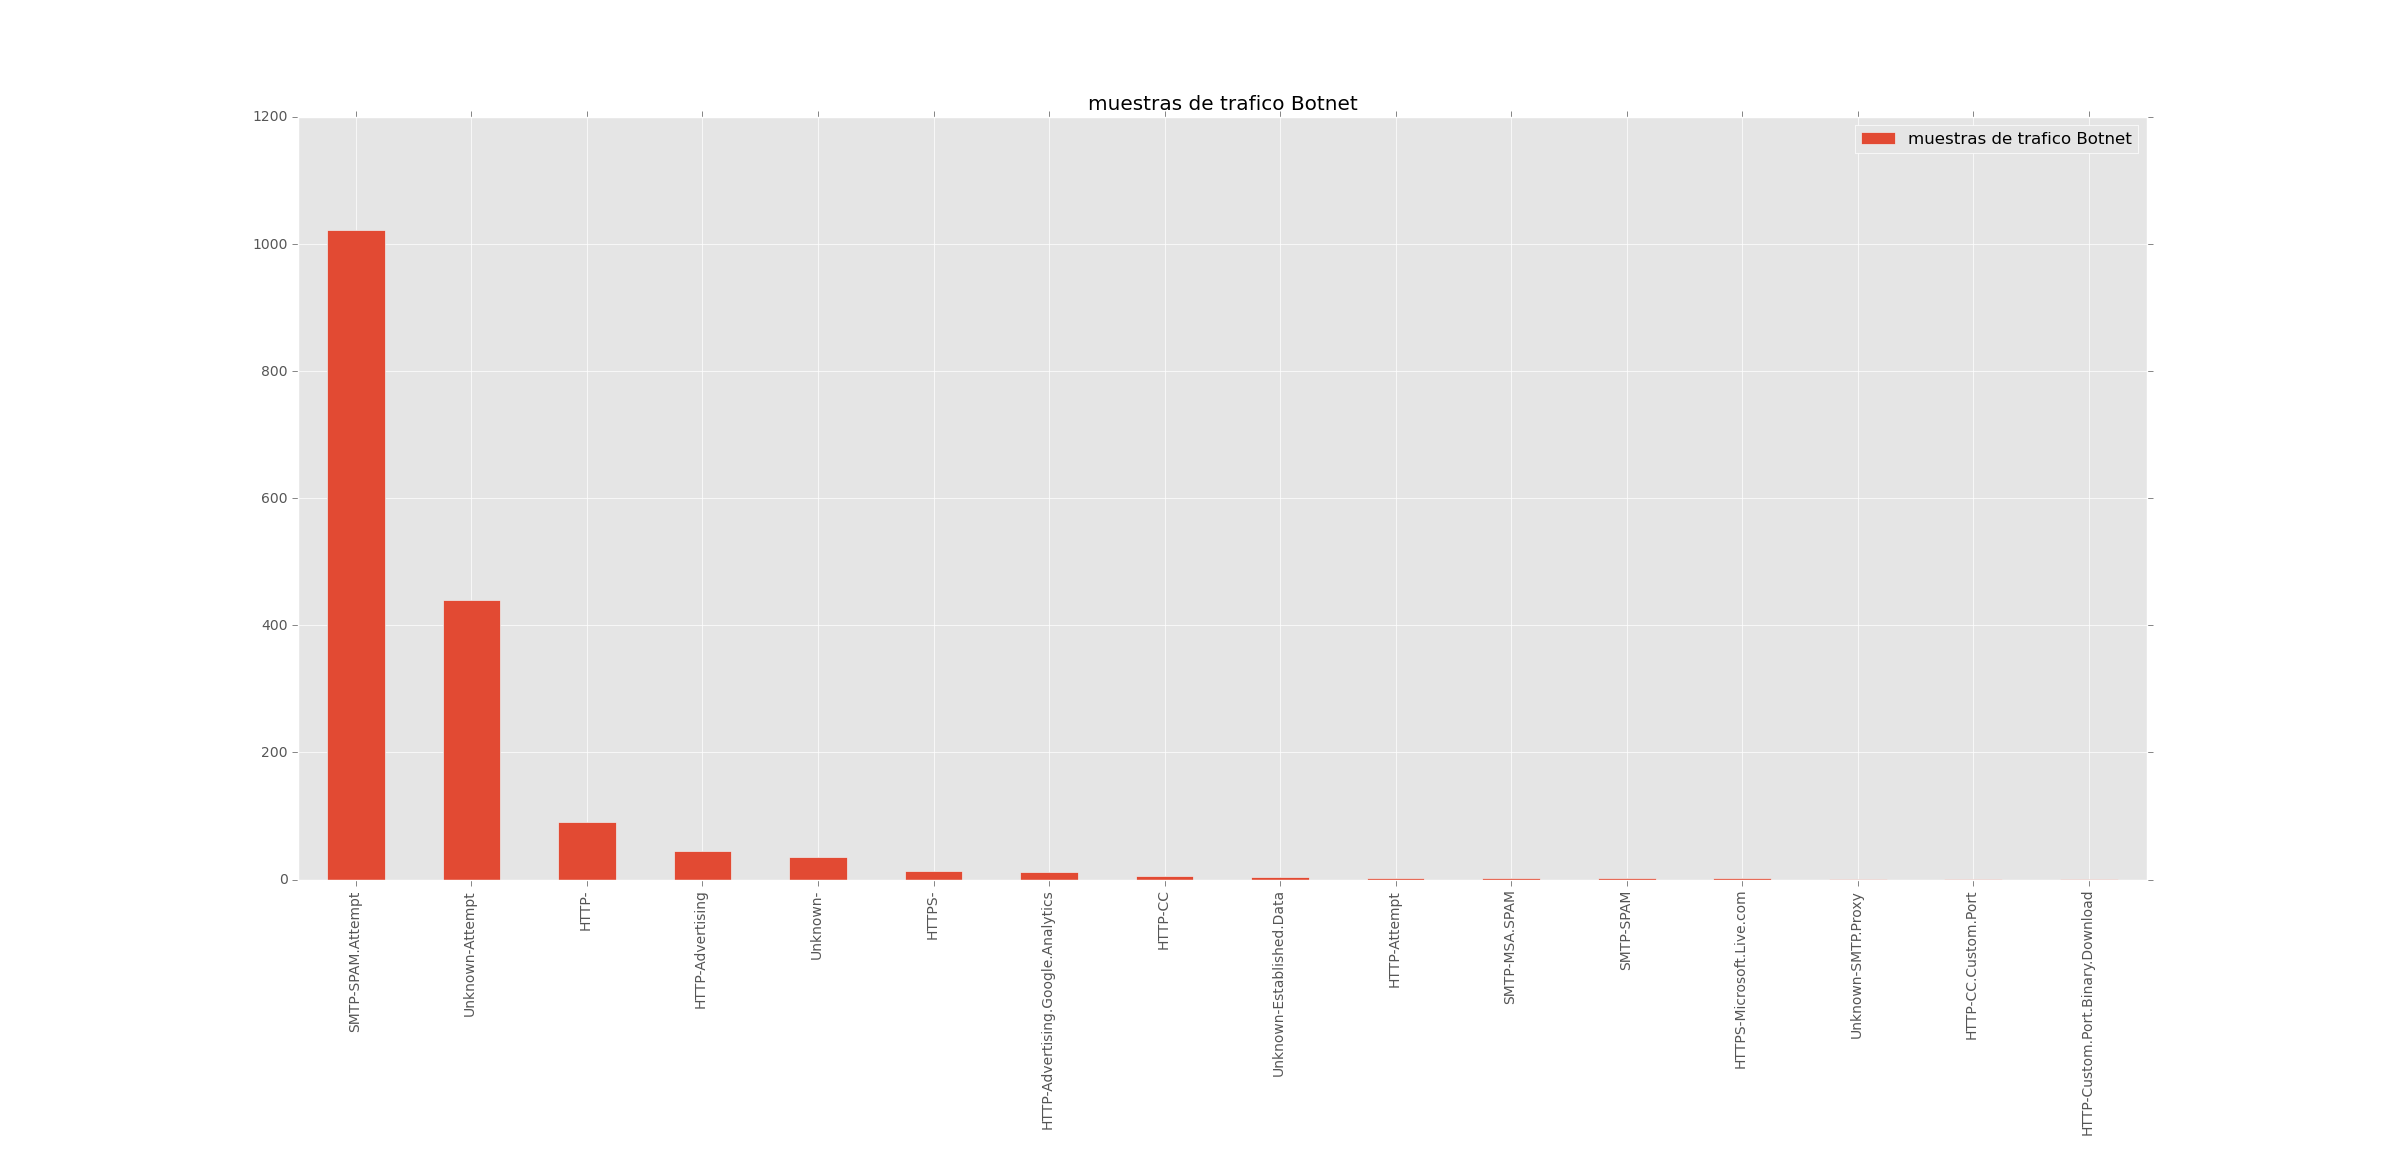 muestras de trafico Botnet
muestras de trafico Botnet
1200
1000
800
600
400
200
0
SMTP-SPAM.Attempt
Unknown-Attempt
HTTP-
HTTP-Advertising
Unknown-
HTTPS-
HTTP-Advertising.Google.Analytics
HTTP-CC
Unknown-Established.Data
HTTP-Attempt
SMTP-MSA.SPAM
SMTP-SPAM
HTTPS-Microsoft.Live.com
Unknown-SMTP.Proxy
HTTP-CC.Custom.Port
HTTP-Custom.Port.Binary.Download